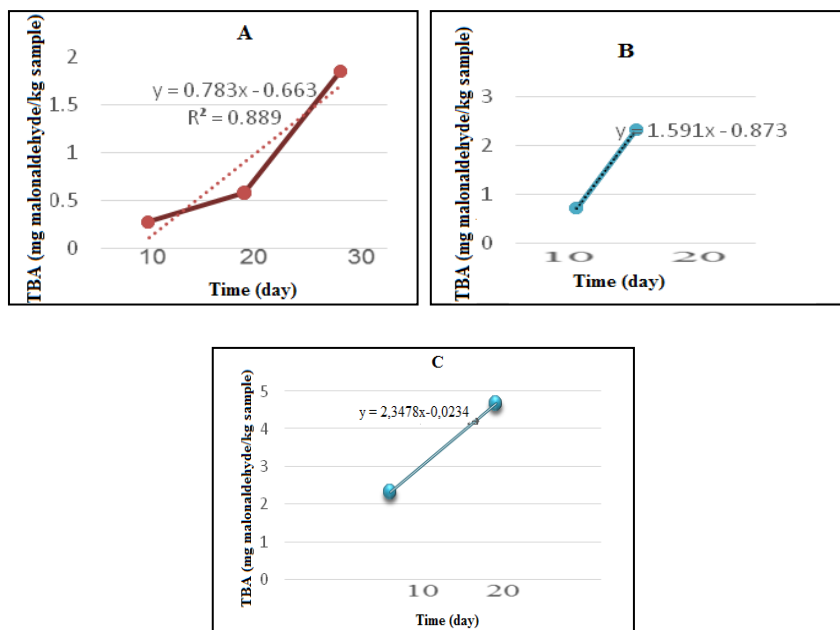 A
TBA (mg malonaldehyde/kg sample)
2
1.5
1
0.5
0
y = 0.783x - 0.663
R² = 0.889
10 20 30
Time (day)
B
TBA (mg malonaldehyde/kg sample)
3
2
1
0
y = 1.591x - 0.873
10 20
Time (day)
C
TBA (mg malonaldehyde/kg sample)
5
4
3
2
1
0
y = 2,3478x-0,0234
10 20
Time (day)